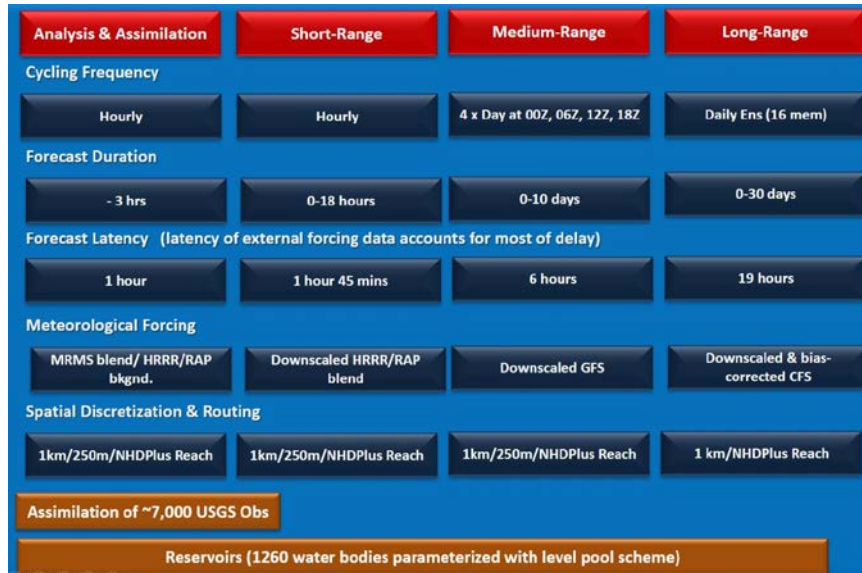 Analysis & Assimilation Short-Range Medium-Range Long-Range
Cycling Frequency
Hourly Hourly 4 x Day at 00Z, 06Z, 12Z, 18Z Daily Ens (16 mem)
Forecast Duration
- 3 hrs 0-18 hours 0-10 days 0-30 days
Forecast Latency (latency of external forcing data accounts for most of delay)
1 hour 1 hour 45 mins 6 hours 19 hours
Meteorological Forcing
MRMS blend/ HRRR/RAP
bkgnd.
Downscaled HRRR/RAP
blend
Downscaled GFS
Downscaled & bias-
corrected CFS
Spatial Discretization & Routing
1km/250m/NHDPlus Reach 1km/250m/NHDPlus Reach 1km/250m/NHDPlus Reach 1 km/NHDPlus Reach
Assimilation of ~7,000 USGS Obs
Reservoirs (1260 water bodies parameterized with level pool scheme)